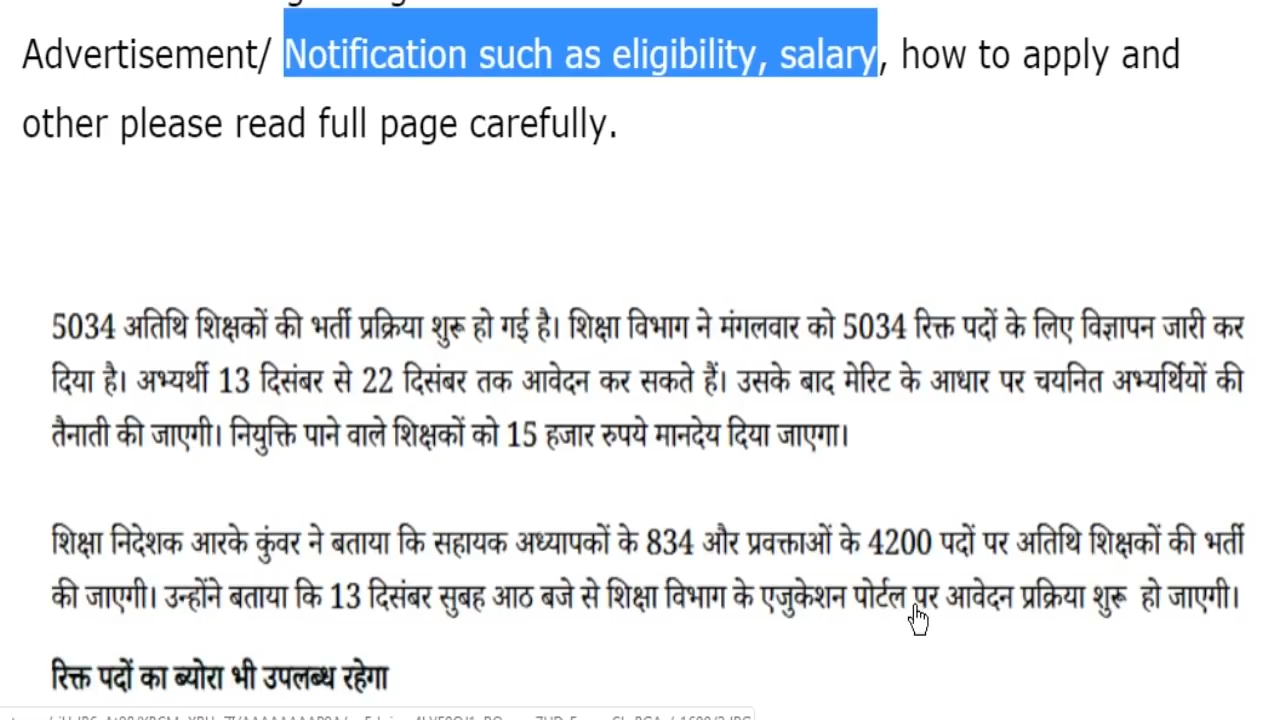 Advertisement/ Notification such as eligibility, salary, how to apply and
other please read full page carefully.
5034 अतिथि शिक्षकों की भर्ती प्रक्रिया शुरू हो गई है। शिक्षा विभाग ने मंगलवार को 5034 रिक्त पदों के लिए विज्ञापन जारी कर
दिया है। अभ्यर्थी 13 दिसंबर से 22 दिसंबर तक आवेदन कर सकते हैं। उसके बाद मेरिट के आधार पर चयनित अभ्यर्थियों की
तैनाती की जाएगी। नियुक्ति पाने वाले शिक्षकों को 15 हजार रुपये मानदेय दिया जाएगा।
शिक्षा निदेशक आरके कुंवर ने बताया कि सहायक अध्यापकों के 834 और प्रवक्ताओं के 4200 पदों पर अतिथि शिक्षकों की भर्ती
की जाएगी। उन्होंने बताया कि 13 दिसंबर सुबह आठ बजे से शिक्षा विभाग के एजुकेशन पोर्टल पर आवेदन प्रक्रिया शुरू हो जाएगी।
रिक्त पदों का ब्योरा भी उपलब्ध रहेगा